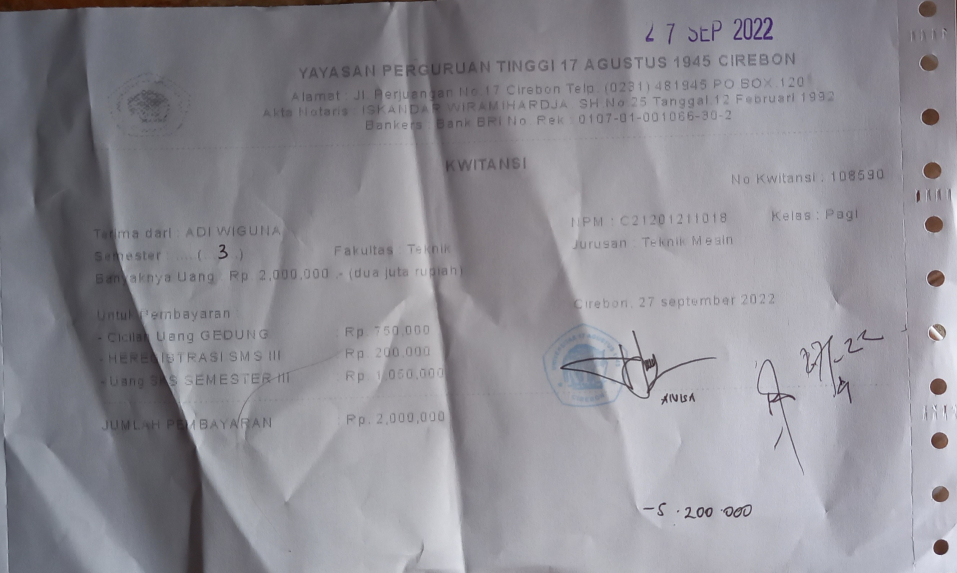 27 SEP 2022
YAYASAN PERGURUAN TINGGI 17 AGUSTUS 1945 CIREBON
Alamat : Jl. Perjuangan No 17 Cirebon Telp. (0231) 481945 PO BOX 120
Akta Notaris : ISKANDAR WIRAMIHARDJA, SH No 25 Tanggal 12 Februari 1992
Bankers : Bank BRI No. Rek : 0107-01-001066-30-2
KWITANSI
No Kwitansi : 108590
Terima dari : ADI WIGUNA
NPM : C21201211018 Kelas : Pagi
Semester : .... ( 3 ) Fakultas : Teknik
Jurusan : Teknik Mesin
Banyaknya Uang : Rp 2,000,000 .- (dua juta rupiah)
Cirebon, 27 september 2022
Untuk Pembayaran
- Cicilan Uang GEDUNG : Rp. 750,000
- HEREGISTRASI SMS III Rp. 200,000
- Uang SKS SEMESTER III Rp. 1,050,000
JUMLAH PEMBAYARAN Rp. 2,000,000
CIREBON
ANISA
27/9-22
-5.200.000